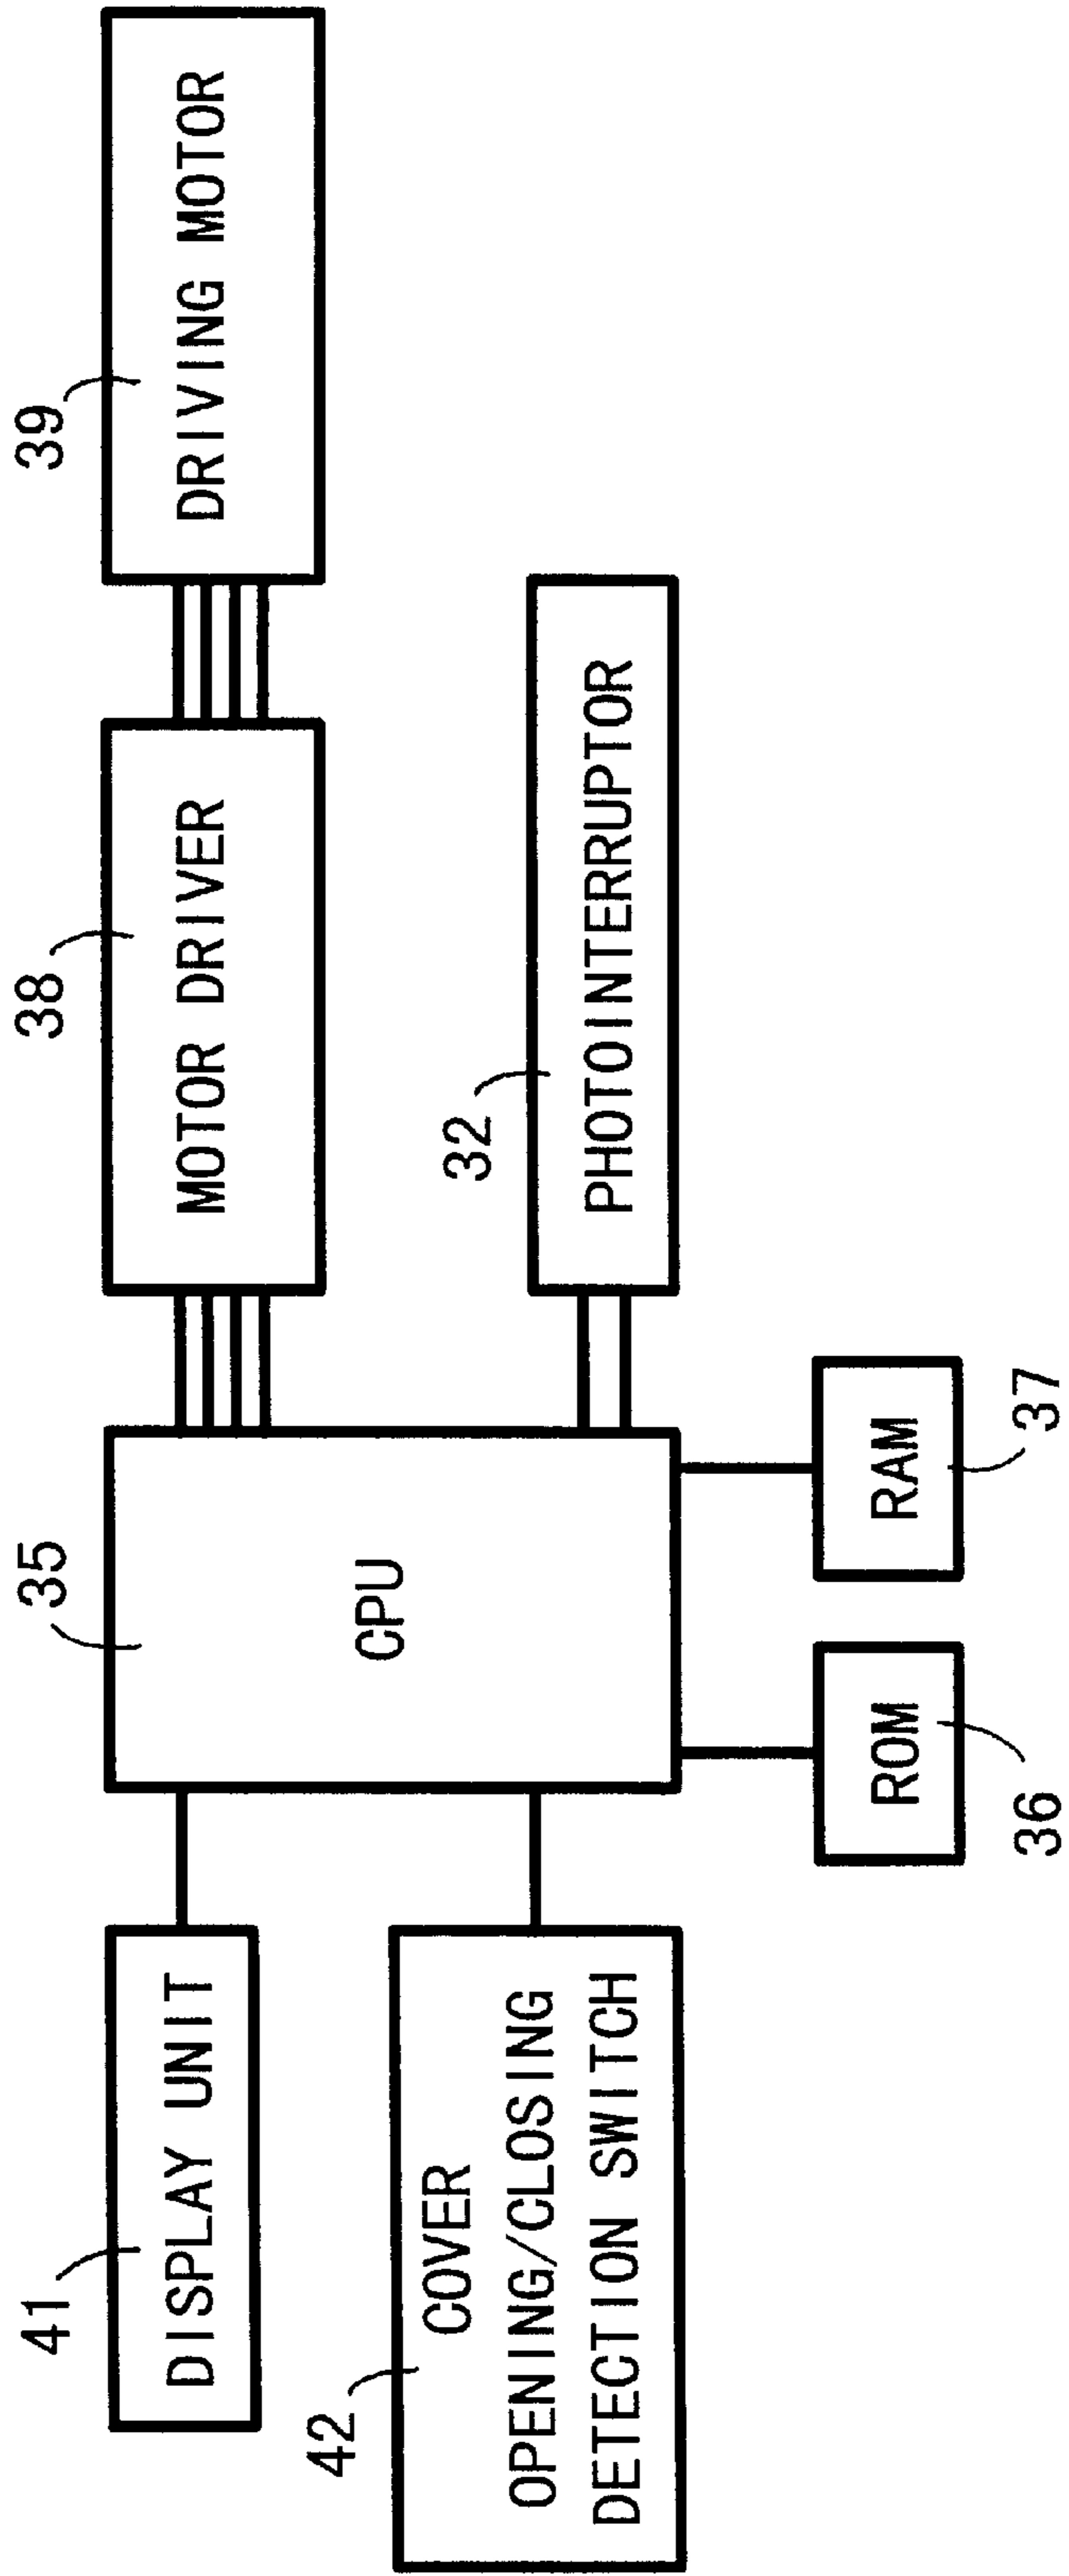 41
DISPLAY UNIT
35
CPU
38
MOTOR DRIVER
39
DRIVING MOTOR
42
COVER
OPENING/CLOSING
DETECTION SWITCH
32
PHOTOINTERRUPTOR
ROM
36
RAM
37